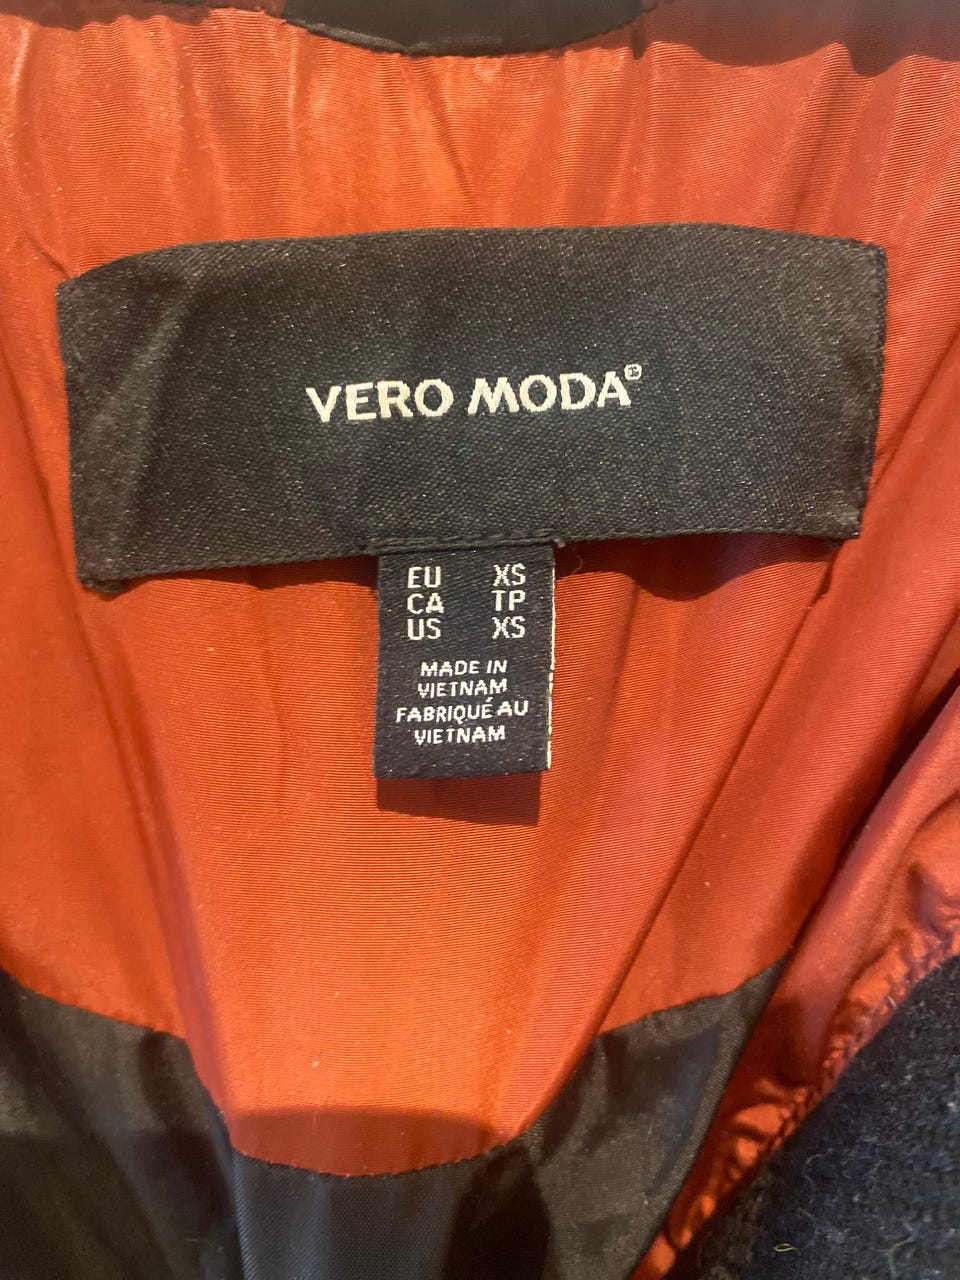 VERO MODA®
EU XS
CA TP
US XS
MADE IN
VIETNAM
FABRIQUÉ AU
VIETNAM